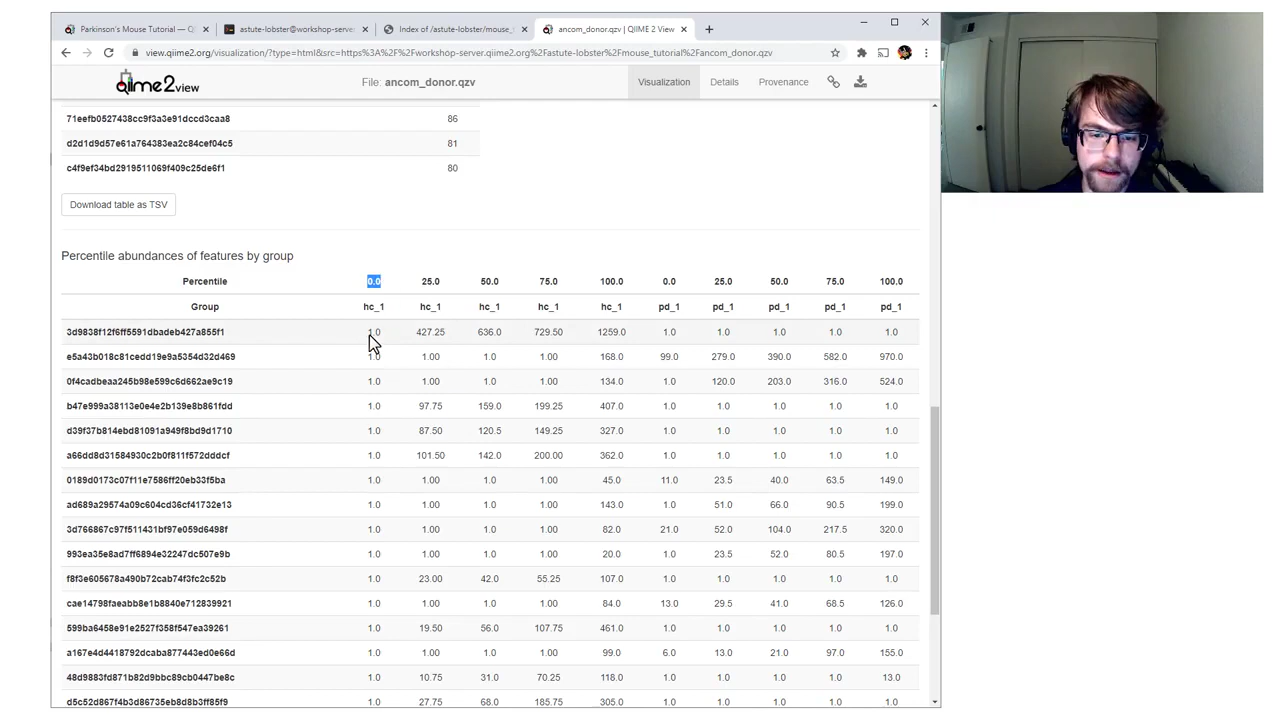 Parkinson's Mouse Tutorial — Q
astute-lobster@workshop-server
Index of /astute-lobster/mouse_t
ancom_donor.qzv | QIIME 2 View
view.qiime2.org/visualization/?type=html&src=https%3A%2F%2Fworkshop-server.qiime2.org%2Fastute-lobster%2Fmouse_tutorial%2Fancom_donor.qzv
qiime2view File: ancom_donor.qzv Visualization Details Provenance
71eefb0527438cc9f3a3e91dccd3caa8 86
d2d1d9d57e61a764383ea2c84cef04c5 81
c4f9ef34bd2919511069f409c25de6f1 80
Download table as TSV
Percentile abundances of features by group
Percentile 0.0 25.0 50.0 75.0 100.0 0.0 25.0 50.0 75.0 100.0
Group hc_1 hc_1 hc_1 hc_1 hc_1 pd_1 pd_1 pd_1 pd_1 pd_1
3d9838f12f6ff5591dbadeb427a855f1 1.0 427.25 636.0 729.50 1259.0 1.0 1.0 1.0 1.0 1.0
e5a43b018c81cedd19e9a5354d32d469 1.0 1.00 1.0 1.00 168.0 99.0 279.0 390.0 582.0 970.0
0f4cadbeaa245b98e599c6d662ae9c19 1.0 1.00 1.0 1.00 134.0 1.0 120.0 203.0 316.0 524.0
b47e999a38113e0e4e2b139e8b861fdd 1.0 97.75 159.0 199.25 407.0 1.0 1.0 1.0 1.0 1.0
d39f37b814ebd81091a949f8bd9d1710 1.0 87.50 120.5 149.25 327.0 1.0 1.0 1.0 1.0 1.0
a66dd8d31584930c2b0f811f572dddcf 1.0 101.50 142.0 200.00 362.0 1.0 1.0 1.0 1.0 1.0
0189d0173c07f11e7586ff20eb33f5ba 1.0 1.00 1.0 1.00 45.0 11.0 23.5 40.0 63.5 149.0
ad689a29574a09c604cd36cf41732e13 1.0 1.00 1.0 1.00 143.0 1.0 51.0 66.0 90.5 199.0
3d766867c97f511431bf97e059d6498f 1.0 1.00 1.0 1.00 82.0 21.0 52.0 104.0 217.5 320.0
993ea35e8ad7ff6894e32247dc507e9b 1.0 1.00 1.0 1.00 20.0 1.0 23.5 52.0 80.5 197.0
f8f3e605678a490b72cab74f3fc2c52b 1.0 23.00 42.0 55.25 107.0 1.0 1.0 1.0 1.0 1.0
cae14798faeabb8e1b8840e712839921 1.0 1.00 1.0 1.00 84.0 13.0 29.5 41.0 68.5 126.0
599ba6458e91e2527f358f547ea39261 1.0 19.50 56.0 107.75 461.0 1.0 1.0 1.0 1.0 1.0
a167e4d4418792dcaba877443ed0e66d 1.0 1.00 1.0 1.00 99.0 6.0 13.0 21.0 97.0 155.0
48d9883fd871b82d9bbc89cb0447be8c 1.0 10.75 31.0 70.25 118.0 1.0 1.0 1.0 1.0 13.0
d5c52d867f4b3d86735eb8d8b3ff85f9 1.0 27.75 68.0 185.75 305.0 1.0 1.0 1.0 1.0 1.0